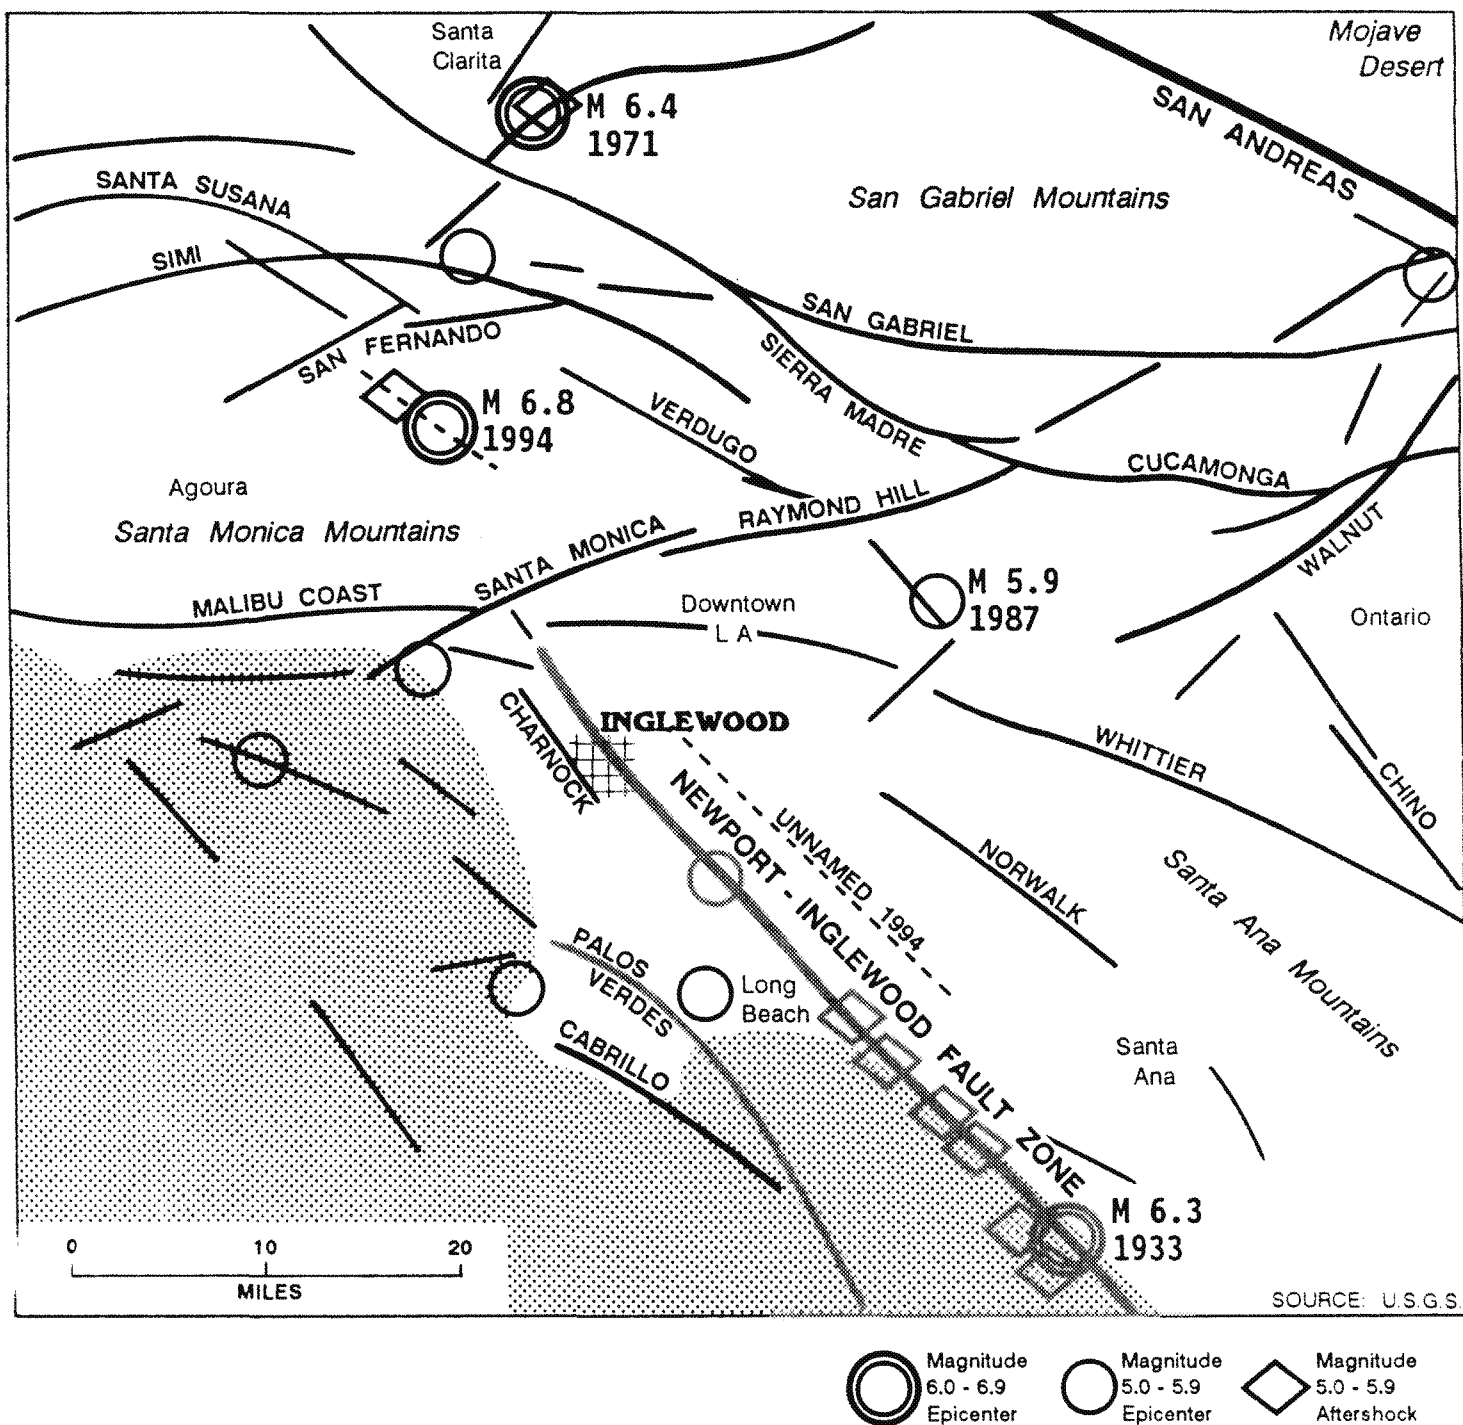 Santa
Clarita
Mojave
Desert
M 6.4
1971
SAN ANDREAS
San Gabriel Mountains
SANTA SUSANA
SIMI
SAN GABRIEL
SAN FERNANDO
SIERRA MADRE
M 6.8
1994
VERDUGO
CUCAMONGA
Agoura
RAYMOND HILL
Santa Monica Mountains
SANTA MONICA
WALNUT
MALIBU COAST
Downtown
L A
M 5.9
1987
Ontario
CHARNOCK
INGLEWOOD
WHITTIER
CHINO
NEWPORT - INGLEWOOD FAULT ZONE
UNNAMED 1994
NORWALK
Santa Ana Mountains
PALOS
VERDES
Long
Beach
CABRILLO
Santa
Ana
M 6.3
1933
0 10 20
MILES
SOURCE: U.S.G.S.
Magnitude
6.0 - 6.9
Epicenter
Magnitude
5.0 - 5.9
Epicenter
Magnitude
5.0 - 5.9
Aftershock